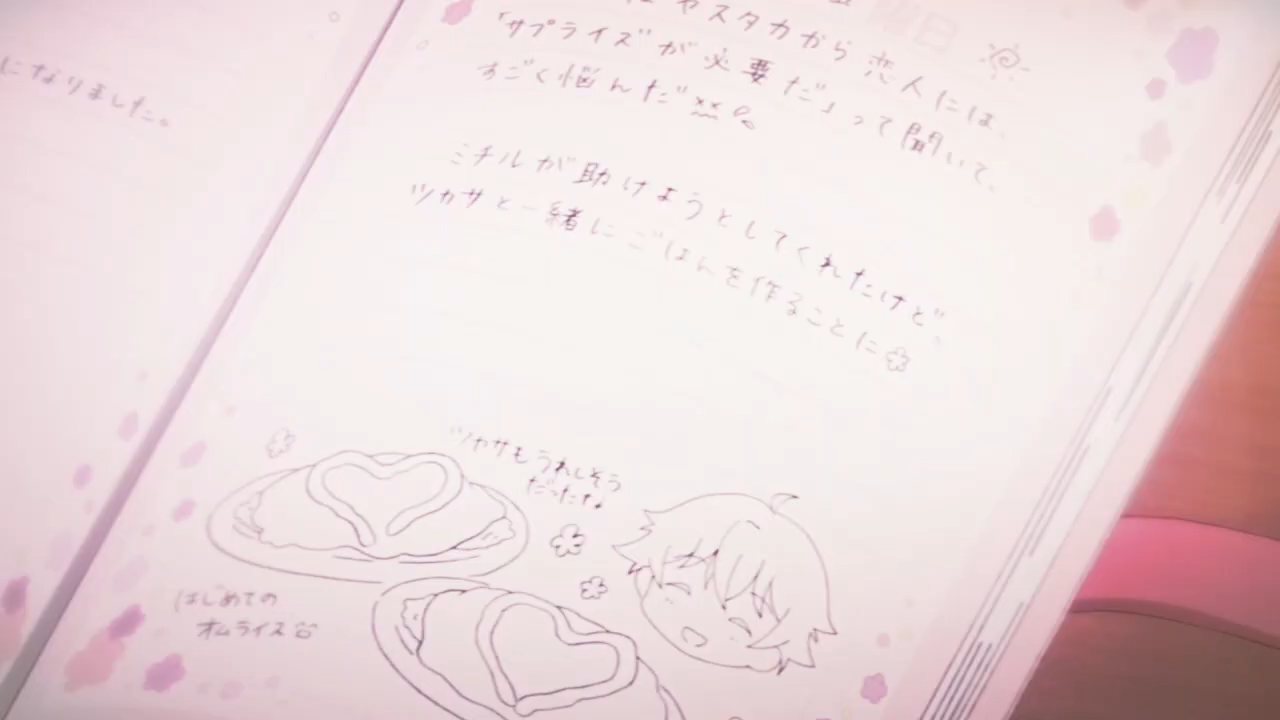 になりました。
曜日
ヤスタカから恋人には、
「サプライズが必要だ」って聞いて、
すごく悩んだ
ミチルが助けようとしてくれたけど、
ツカサと一緒にごはんを作ることに
ツカサもうれしそう
だったな
はじめての
オムライス